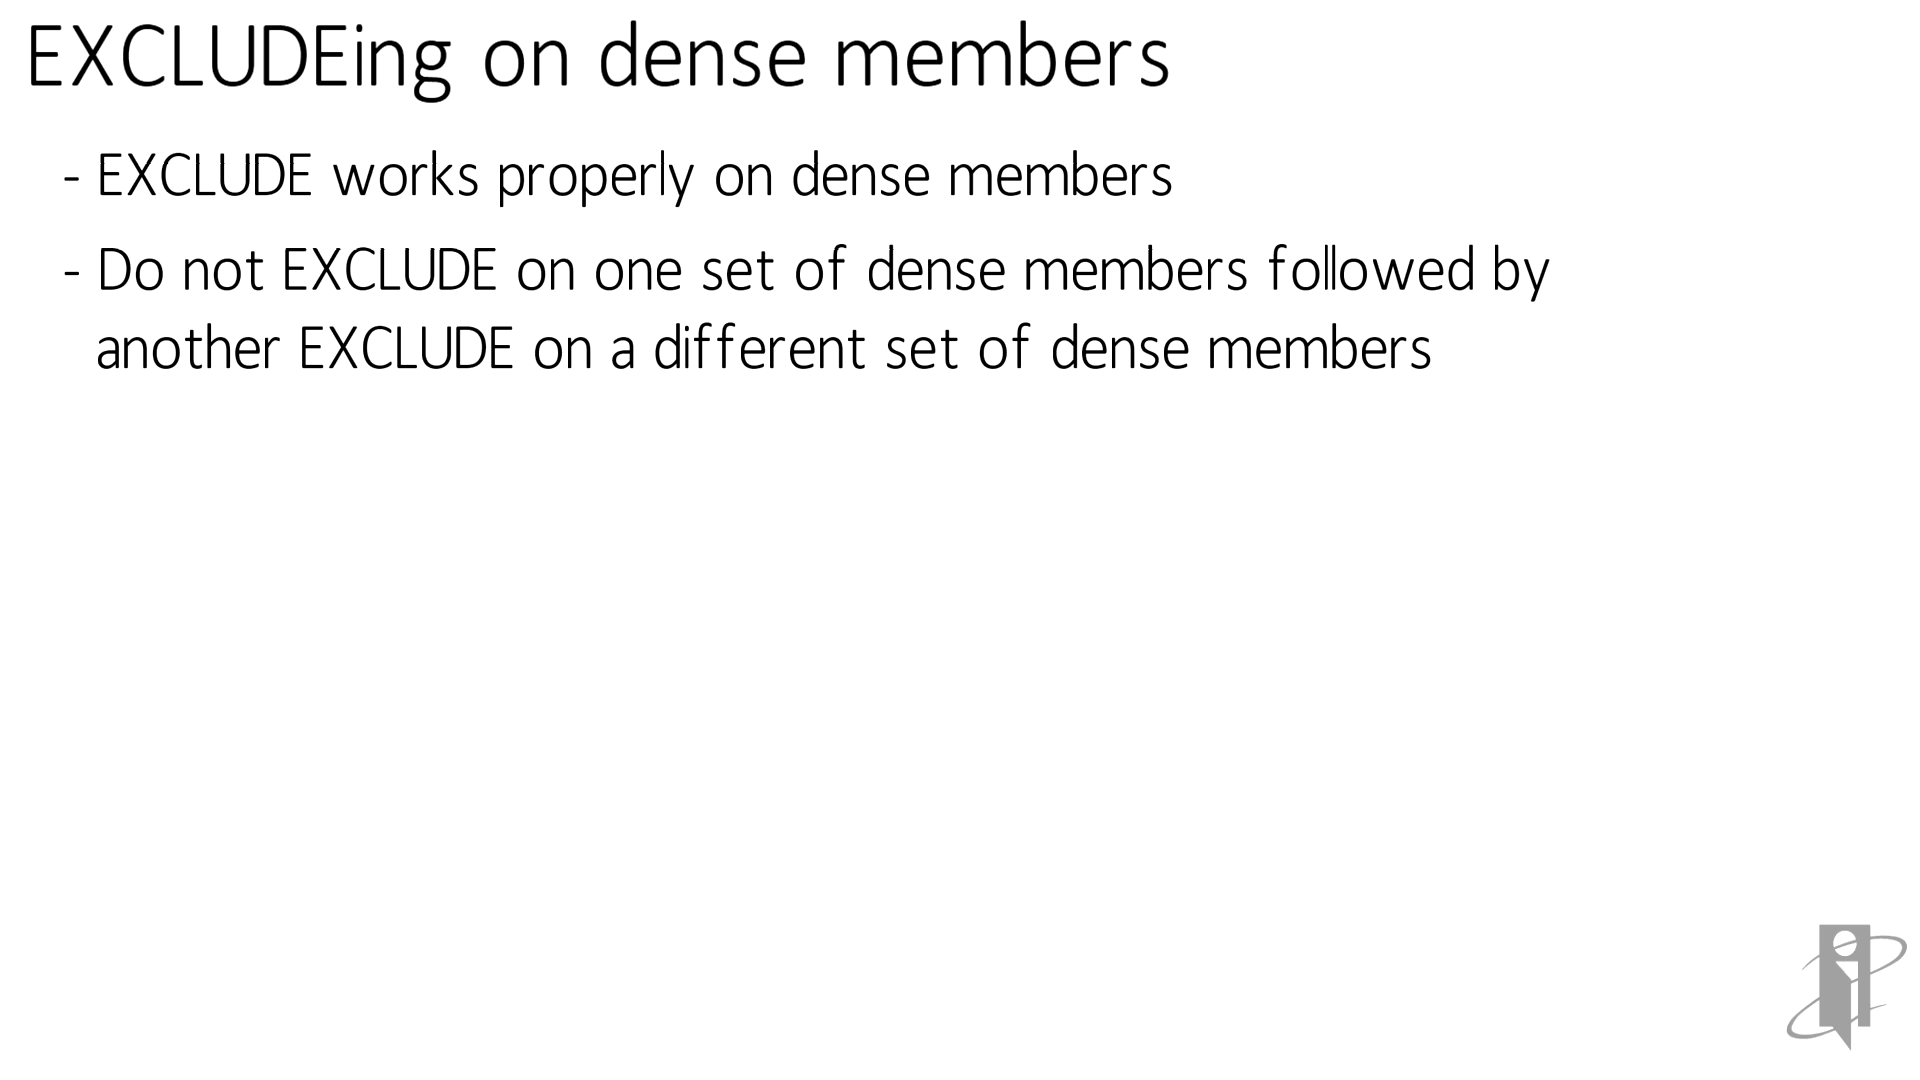 EXCLUDEing on dense members
- EXCLUDE works properly on dense members
- Do not EXCLUDE on one set of dense members followed by
another EXCLUDE on a different set of dense members